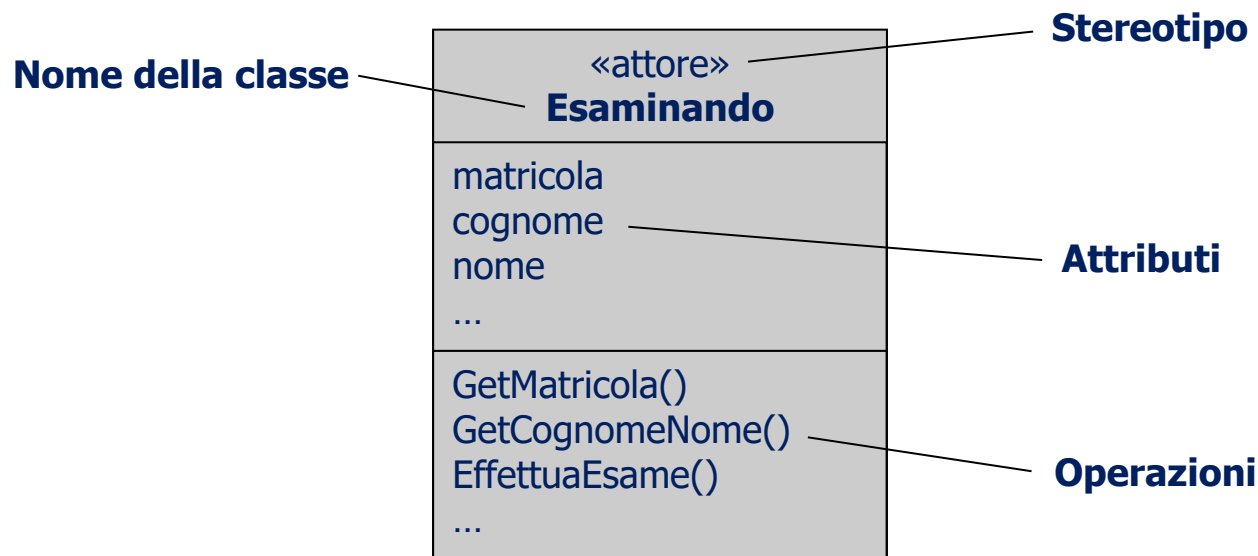 Stereotipo
Nome della classe
«attore»
Esaminando
matricola
cognome
nome
...
Attributi
GetMatricola()
GetCognomeNome()
EffettuaEsame()
...
Operazioni